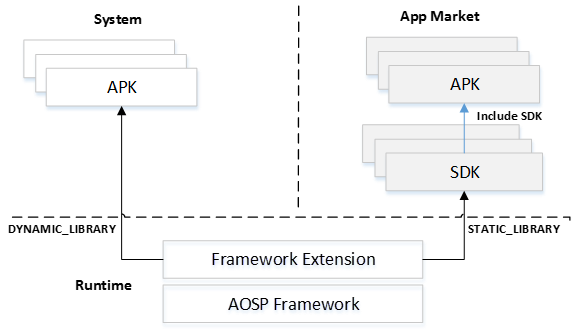 System
App Market
APK
APK
Include SDK
SDK
DYNAMIC_LIBRARY
STATIC_LIBRARY
Framework Extension
Runtime
AOSP Framework